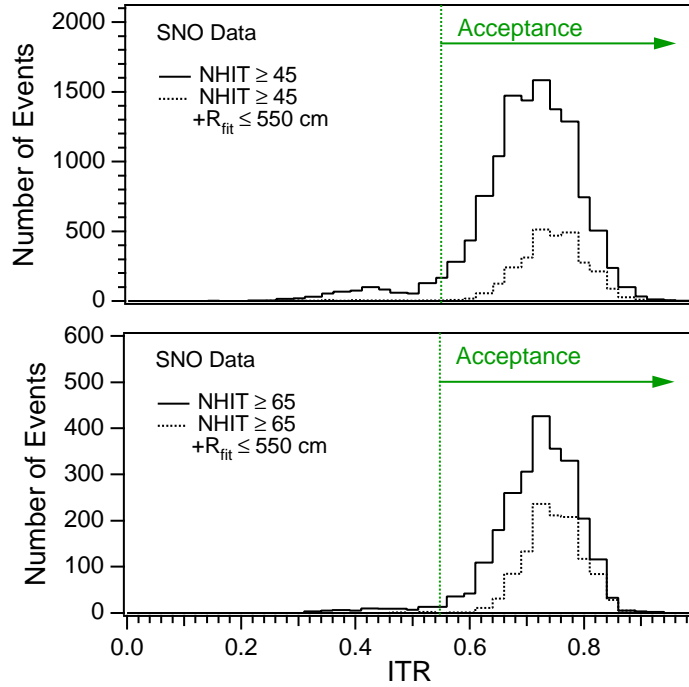 2000
1500
1000
500
0
Number of Events
SNO Data
NHIT ≥ 45
NHIT ≥ 45
+R_fit ≤ 550 cm
Acceptance
600
500
400
300
200
100
0
Number of Events
SNO Data
NHIT ≥ 65
NHIT ≥ 65
+R_fit ≤ 550 cm
Acceptance
0.0 0.2 0.4 0.6 0.8
ITR